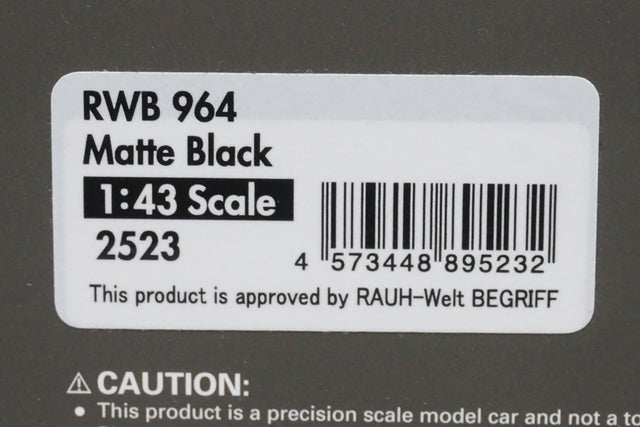 RWB 964
Matte Black
1:43 Scale
2523
4 573448 895232
This product is approved by RAUH-Welt BEGRIFF
⚠ CAUTION:
• This product is a precision scale model car and not a